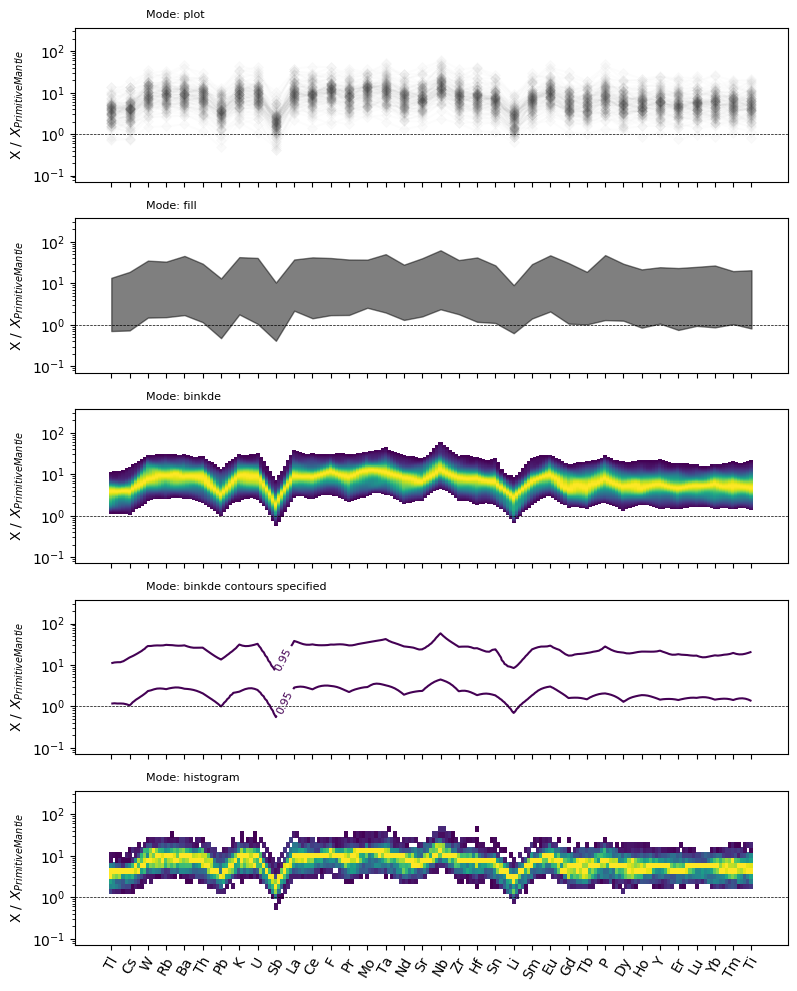 Mode: plot
10²
10¹
10⁰
10⁻¹
X / X_PrimitiveMantle
Mode: fill
10²
10¹
10⁰
10⁻¹
X / X_PrimitiveMantle
Mode: binkde
10²
10¹
10⁰
10⁻¹
X / X_PrimitiveMantle
Mode: binkde contours specified
10²
10¹
10⁰
10⁻¹
X / X_PrimitiveMantle
0.95
0.95
Mode: histogram
10²
10¹
10⁰
10⁻¹
X / X_PrimitiveMantle
Tl Cs W Rb Ba Th Pb K U Sb La Ce F Pr Mo Ta Nd Sr Nb Zr Hf Sn Li Sm Eu Gd Tb P Dy Ho Y Er Lu Yb Tm Ti